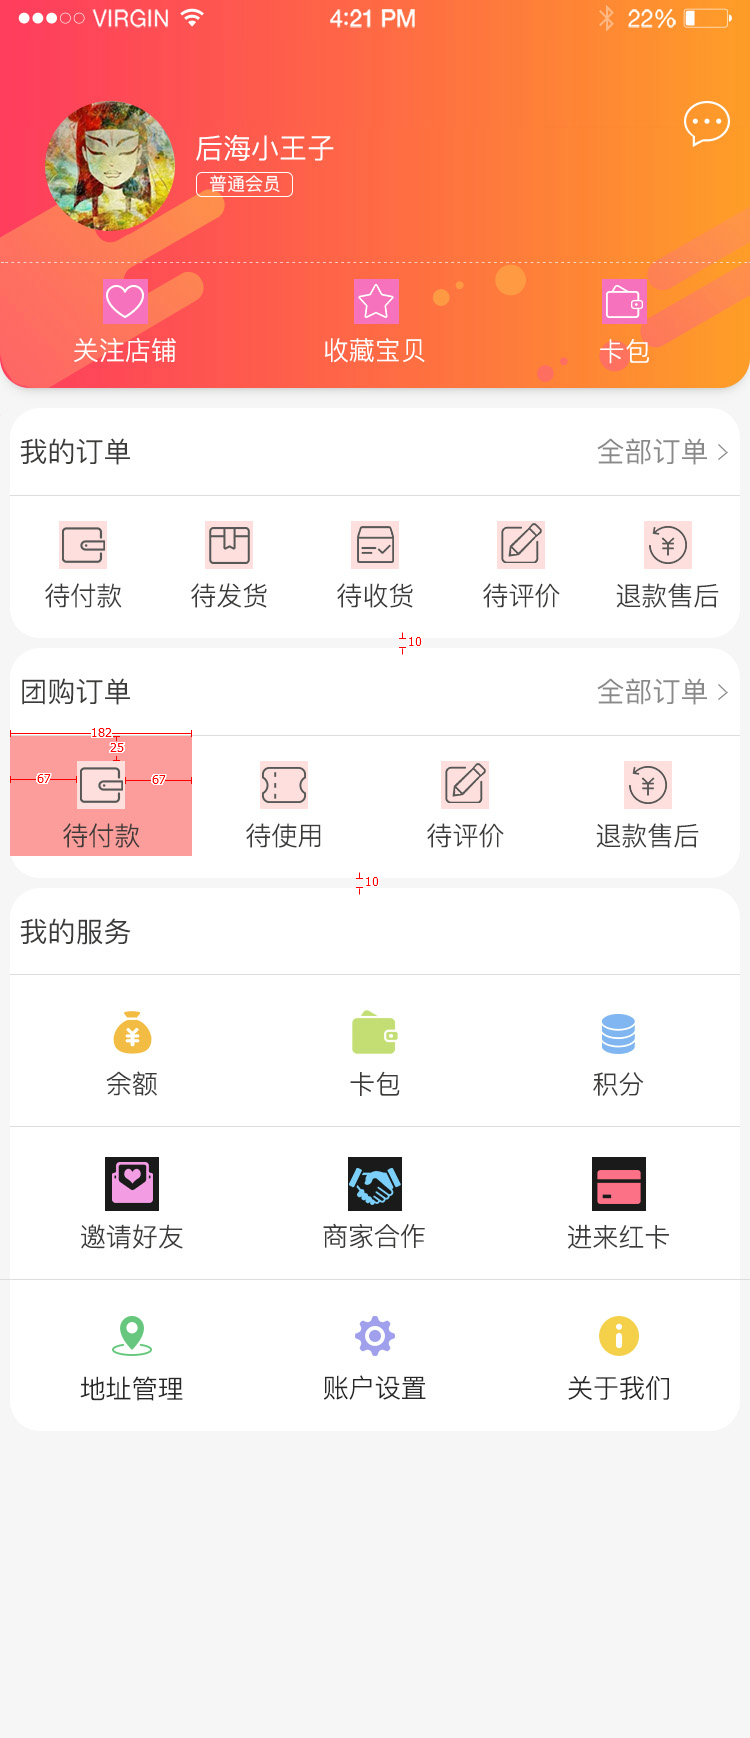 VIRGIN 4:21 PM 22%
后海小王子
普通会员
关注店铺 收藏宝贝 卡包
我的订单 全部订单
待付款 待发货 待收货 待评价 退款售后
10
团购订单 全部订单
182
25
67 67
待付款 待使用 待评价 退款售后
10
我的服务
余额 卡包 积分
邀请好友 商家合作 进来红卡
地址管理 账户设置 关于我们